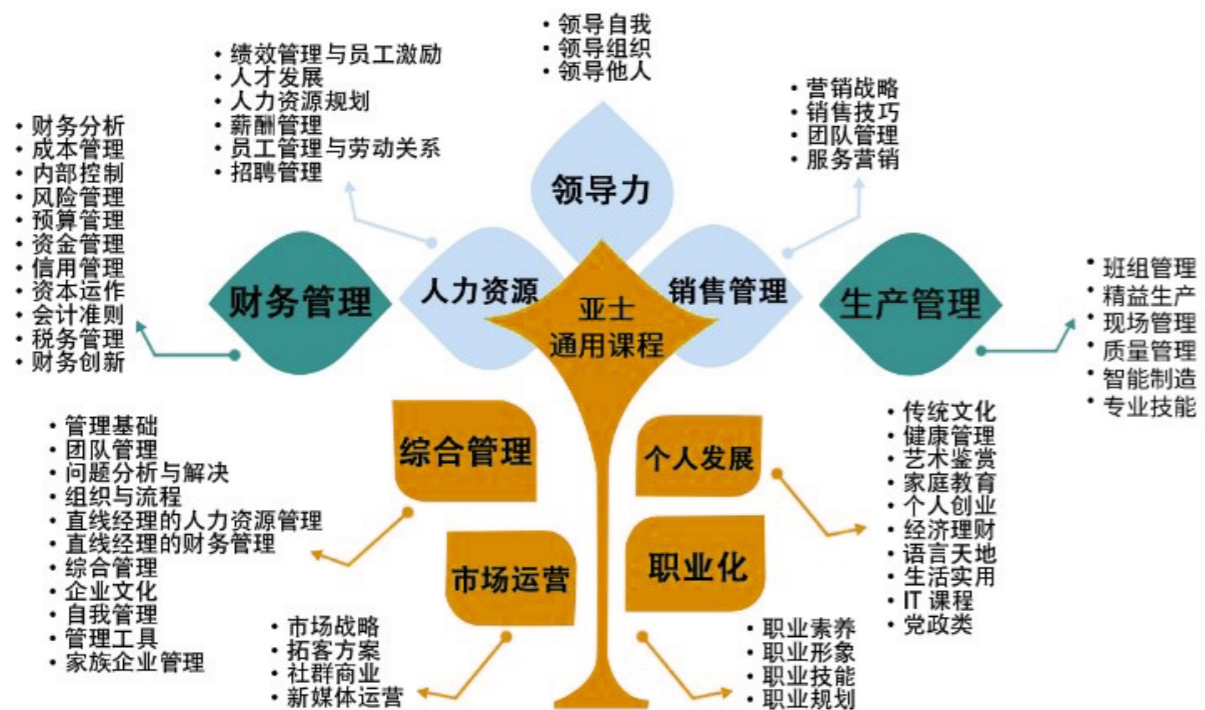 • 领导自我
• 领导组织
• 领导他人
领导力
• 绩效管理与员工激励
• 人才发展
• 人力资源规划
• 薪酬管理
• 员工管理与劳动关系
• 招聘管理
人力资源
• 营销战略
• 销售技巧
• 团队管理
• 服务营销
销售管理
• 财务分析
• 成本管理
• 内部控制
• 风险管理
• 预算管理
• 资金管理
• 信用管理
• 资本运作
• 会计准则
• 税务管理
• 财务创新
财务管理
亚士
通用课程
生产管理
• 班组管理
• 精益生产
• 现场管理
• 质量管理
• 智能制造
• 专业技能
• 管理基础
• 团队管理
• 问题分析与解决
• 组织与流程
• 直线经理的人力资源管理
• 直线经理的财务管理
• 综合管理
• 企业文化
• 自我管理
• 管理工具
• 家族企业管理
综合管理
个人发展
• 传统文化
• 健康管理
• 艺术鉴赏
• 家庭教育
• 个人创业
• 经济理财
• 语言天地
• 生活实用
• IT 课程
• 党政类
市场运营
• 市场战略
• 拓客方案
• 社群商业
• 新媒体运营
职业化
• 职业素养
• 职业形象
• 职业技能
• 职业规划